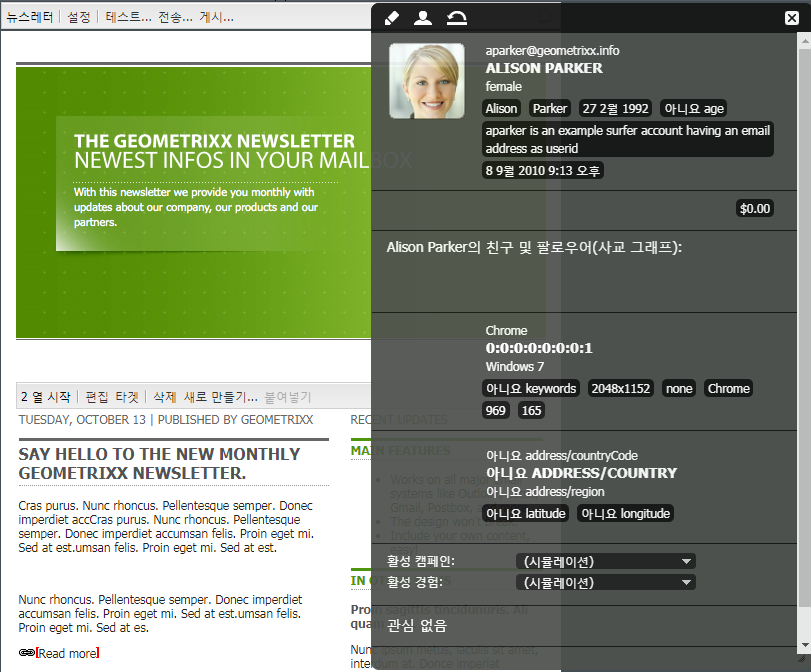 뉴스레터 설정 테스트... 전송... 게시...
THE GEOMETRIXX NEWSLETTER
NEWEST INFOS IN YOUR MAILBOX
With this newsletter we provide you monthly with
updates about our company, our products and our
partners.
2 열 시작 편집 타겟 삭제 새로 만들기... 붙여넣기
TUESDAY, OCTOBER 13 | PUBLISHED BY GEOMETRIXX
SAY HELLO TO THE NEW MONTHLY
GEOMETRIXX NEWSLETTER.
Cras purus. Nunc rhoncus. Pellentesque semper. Donec
imperdiet accCras purus. Nunc rhoncus. Pellentesque
semper. Donec imperdiet accumsan felis. Proin eget mi.
Sed at est.umsan felis. Proin eget mi. Sed at est.
Nunc rhoncus. Pellentesque semper. Donec imperdiet
accumsan felis. Proin eget mi. Sed at est.umsan felis.
Proin eget mi. Sed at es.
[Read more]
RECENT UPDATES
MAIN FEATURES
Works on all major
systems like
Gmail, Postbox,
The design won't
Include your own content,
IN
Proin sagittis tincidunt. All
Nunc ipsum metus, iaculis sit amet,
interdum at. Donec imperdiet
aparker@geometrixx.info
ALISON PARKER
female
Alison Parker 27 2월 1992 아니요 age
aparker is an example surfer account having an email
address as userid
8 9월 2010 9:13 오후
$0.00
Alison Parker의 친구 및 팔로우어(사교 그래프):
Chrome
0:0:0:0:0:0:0:1
Windows 7
아니요 keywords 2048x1152 none Chrome
969 165
아니요 address/countryCode
아니요 ADDRESS/COUNTRY
아니요 address/region
아니요 latitude 아니요 longitude
활성 캠페인: (시뮬레이션)
활성 경험: (시뮬레이션)
관심 없음